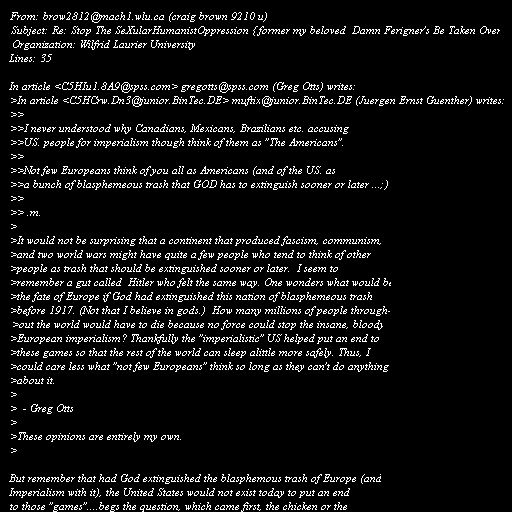 From: brow2812@mach1.wlu.ca (craig brown 9210 u)
Subject: Re: Stop The SeXularHumanistOppression { former my beloved  Damn Ferigner's Be Taken Over
Organization: Wilfrid Laurier University
Lines: 35

In article <C5HIu1.8A9@spss.com> gregotts@spss.com (Greg Otts) writes:
>In article <C5HCrw.Dn3@junior.BinTec.DE> muftix@junior.BinTec.DE (Juergen Ernst Guenther) writes:
>>
>>I never understood why Canadians, Mexicans, Brazilians etc. accusing
>>U.S. people for imperialism though think of them as "The Americans".
>>
>>Not few Europeans think of you all as Americans (and of the U.S. as
>>a bunch of blasphemeous trash that GOD has to extinguish sooner or later ...;)
>>
>> .m.
>
>It would not be surprising that a continent that produced fascism, communism,
>and two world wars might have quite a few people who tend to think of other
>people as trash that should be extinguished sooner or later.  I seem to
>remember a gut called  Hitler who felt the same way. One wonders what would be
>the fate of Europe if God had extinguished this nation of blasphemeous trash
>before 1917. (Not that I believe in gods.)  How many millions of people through-
>out the world would have to die because no force could stop the insane, bloody
>European imperialism? Thankfully the "imperialistic" US helped put an end to
>these games so that the rest of the world can sleep alittle more safely. Thus, I
>could care less what "not few Europeans" think so long as they can't do anything
>about it.
>
>  - Greg Otts
>
>These opinions are entirely my own.
>

But remember that had God extinguished the blasphemous trash of Europe (and
Imperialism with it), the United States would not exist today to put an end
to those "games"....begs the question, which came first, the chicken or the